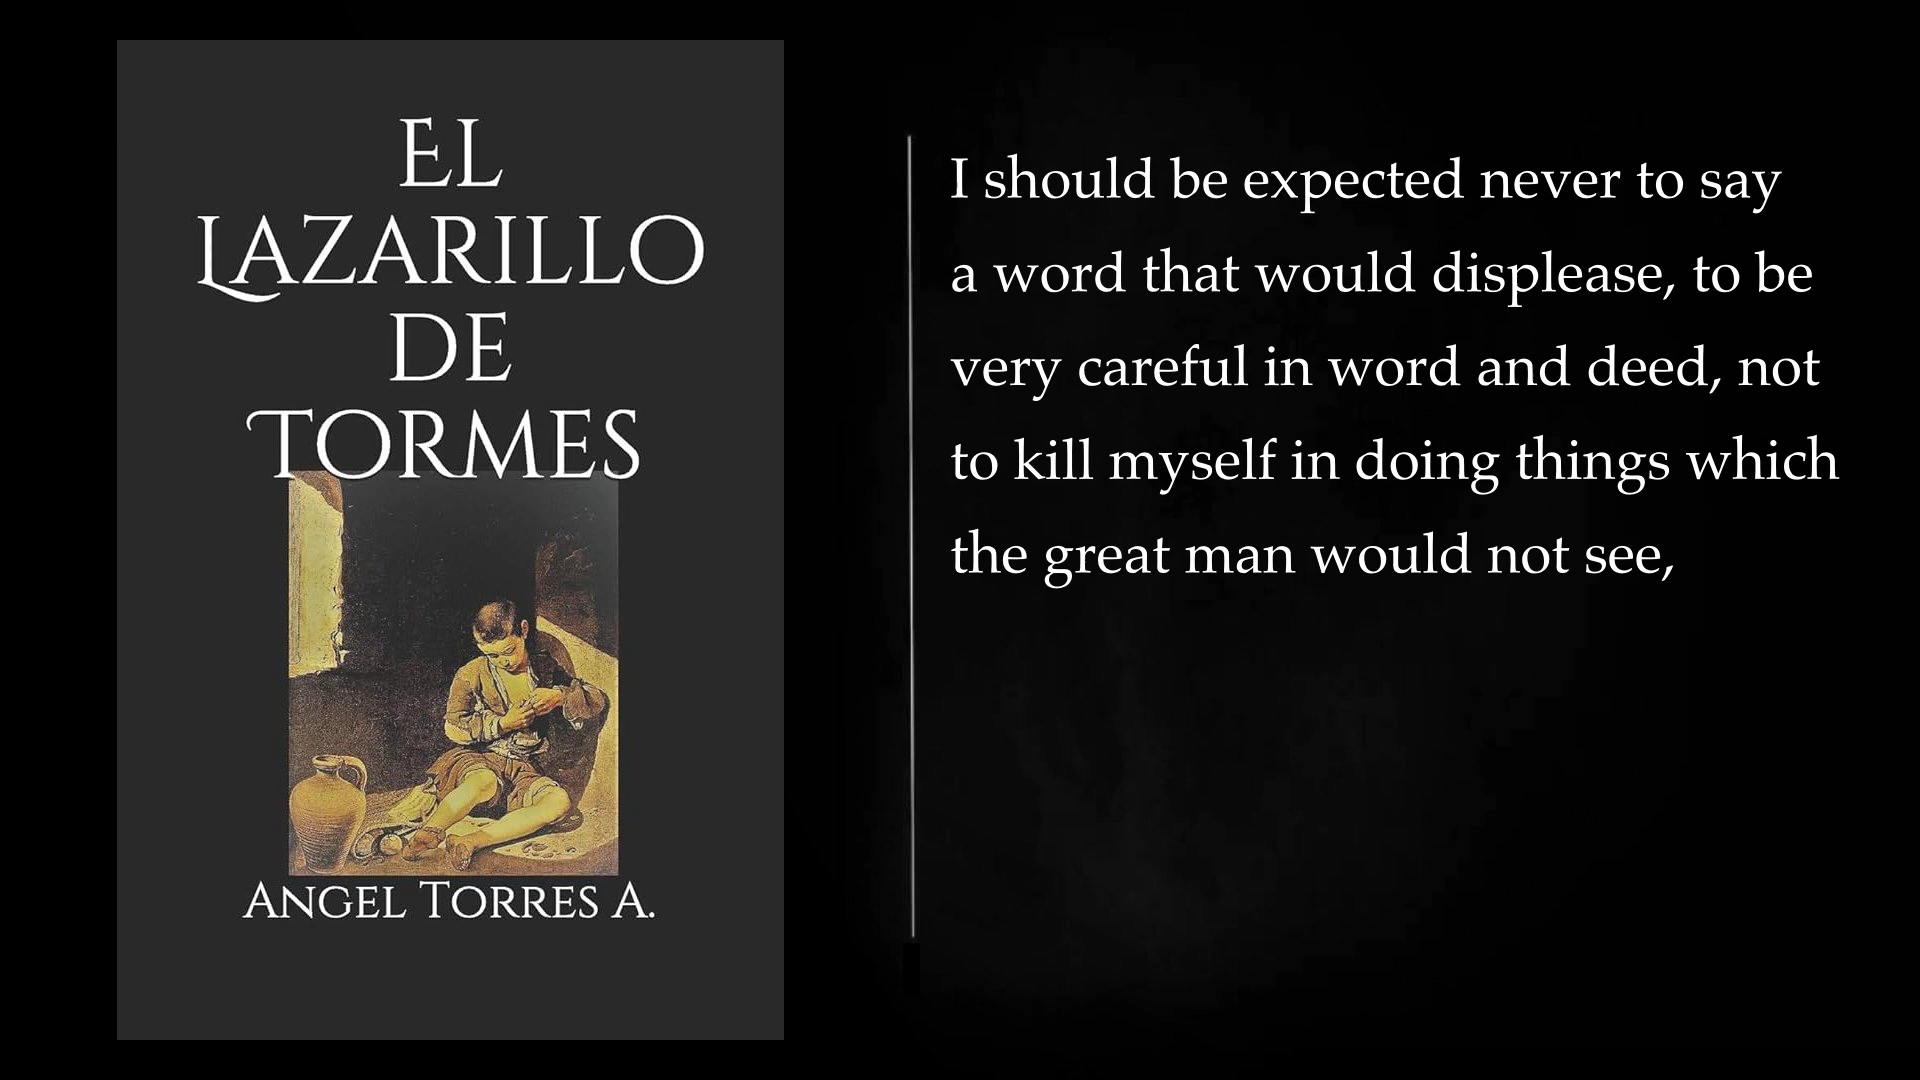 EL
LAZARILLO
DE
TORMES
ANGEL TORRES A.
I should be expected never to say
a word that would displease, to be
very careful in word and deed, not
to kill myself in doing things which
the great man would not see,